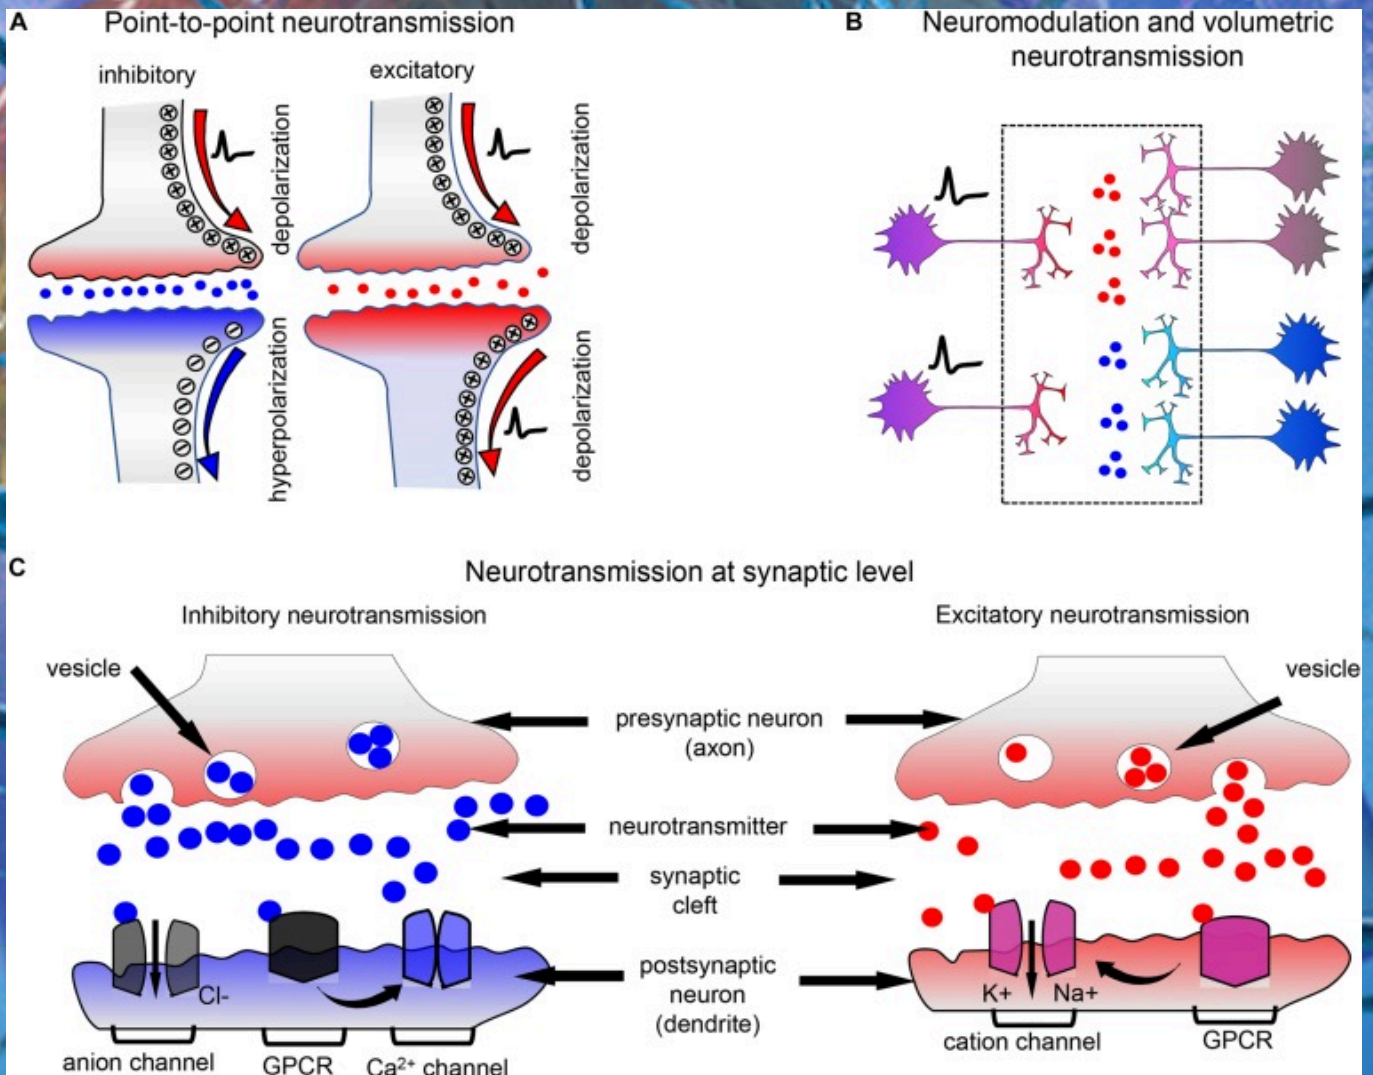 A
Point-to-point neurotransmission
inhibitory
excitatory
depolarization
depolarization
hyperpolarization
depolarization
B
Neuromodulation and volumetric
neurotransmission
C
Neurotransmission at synaptic level
Inhibitory neurotransmission
Excitatory neurotransmission
vesicle
vesicle
presynaptic neuron
(axon)
neurotransmitter
synaptic
cleft
postsynaptic
neuron
(dendrite)
Cl-
K+
Na+
anion channel
GPCR
Ca²⁺ channel
cation channel
GPCR